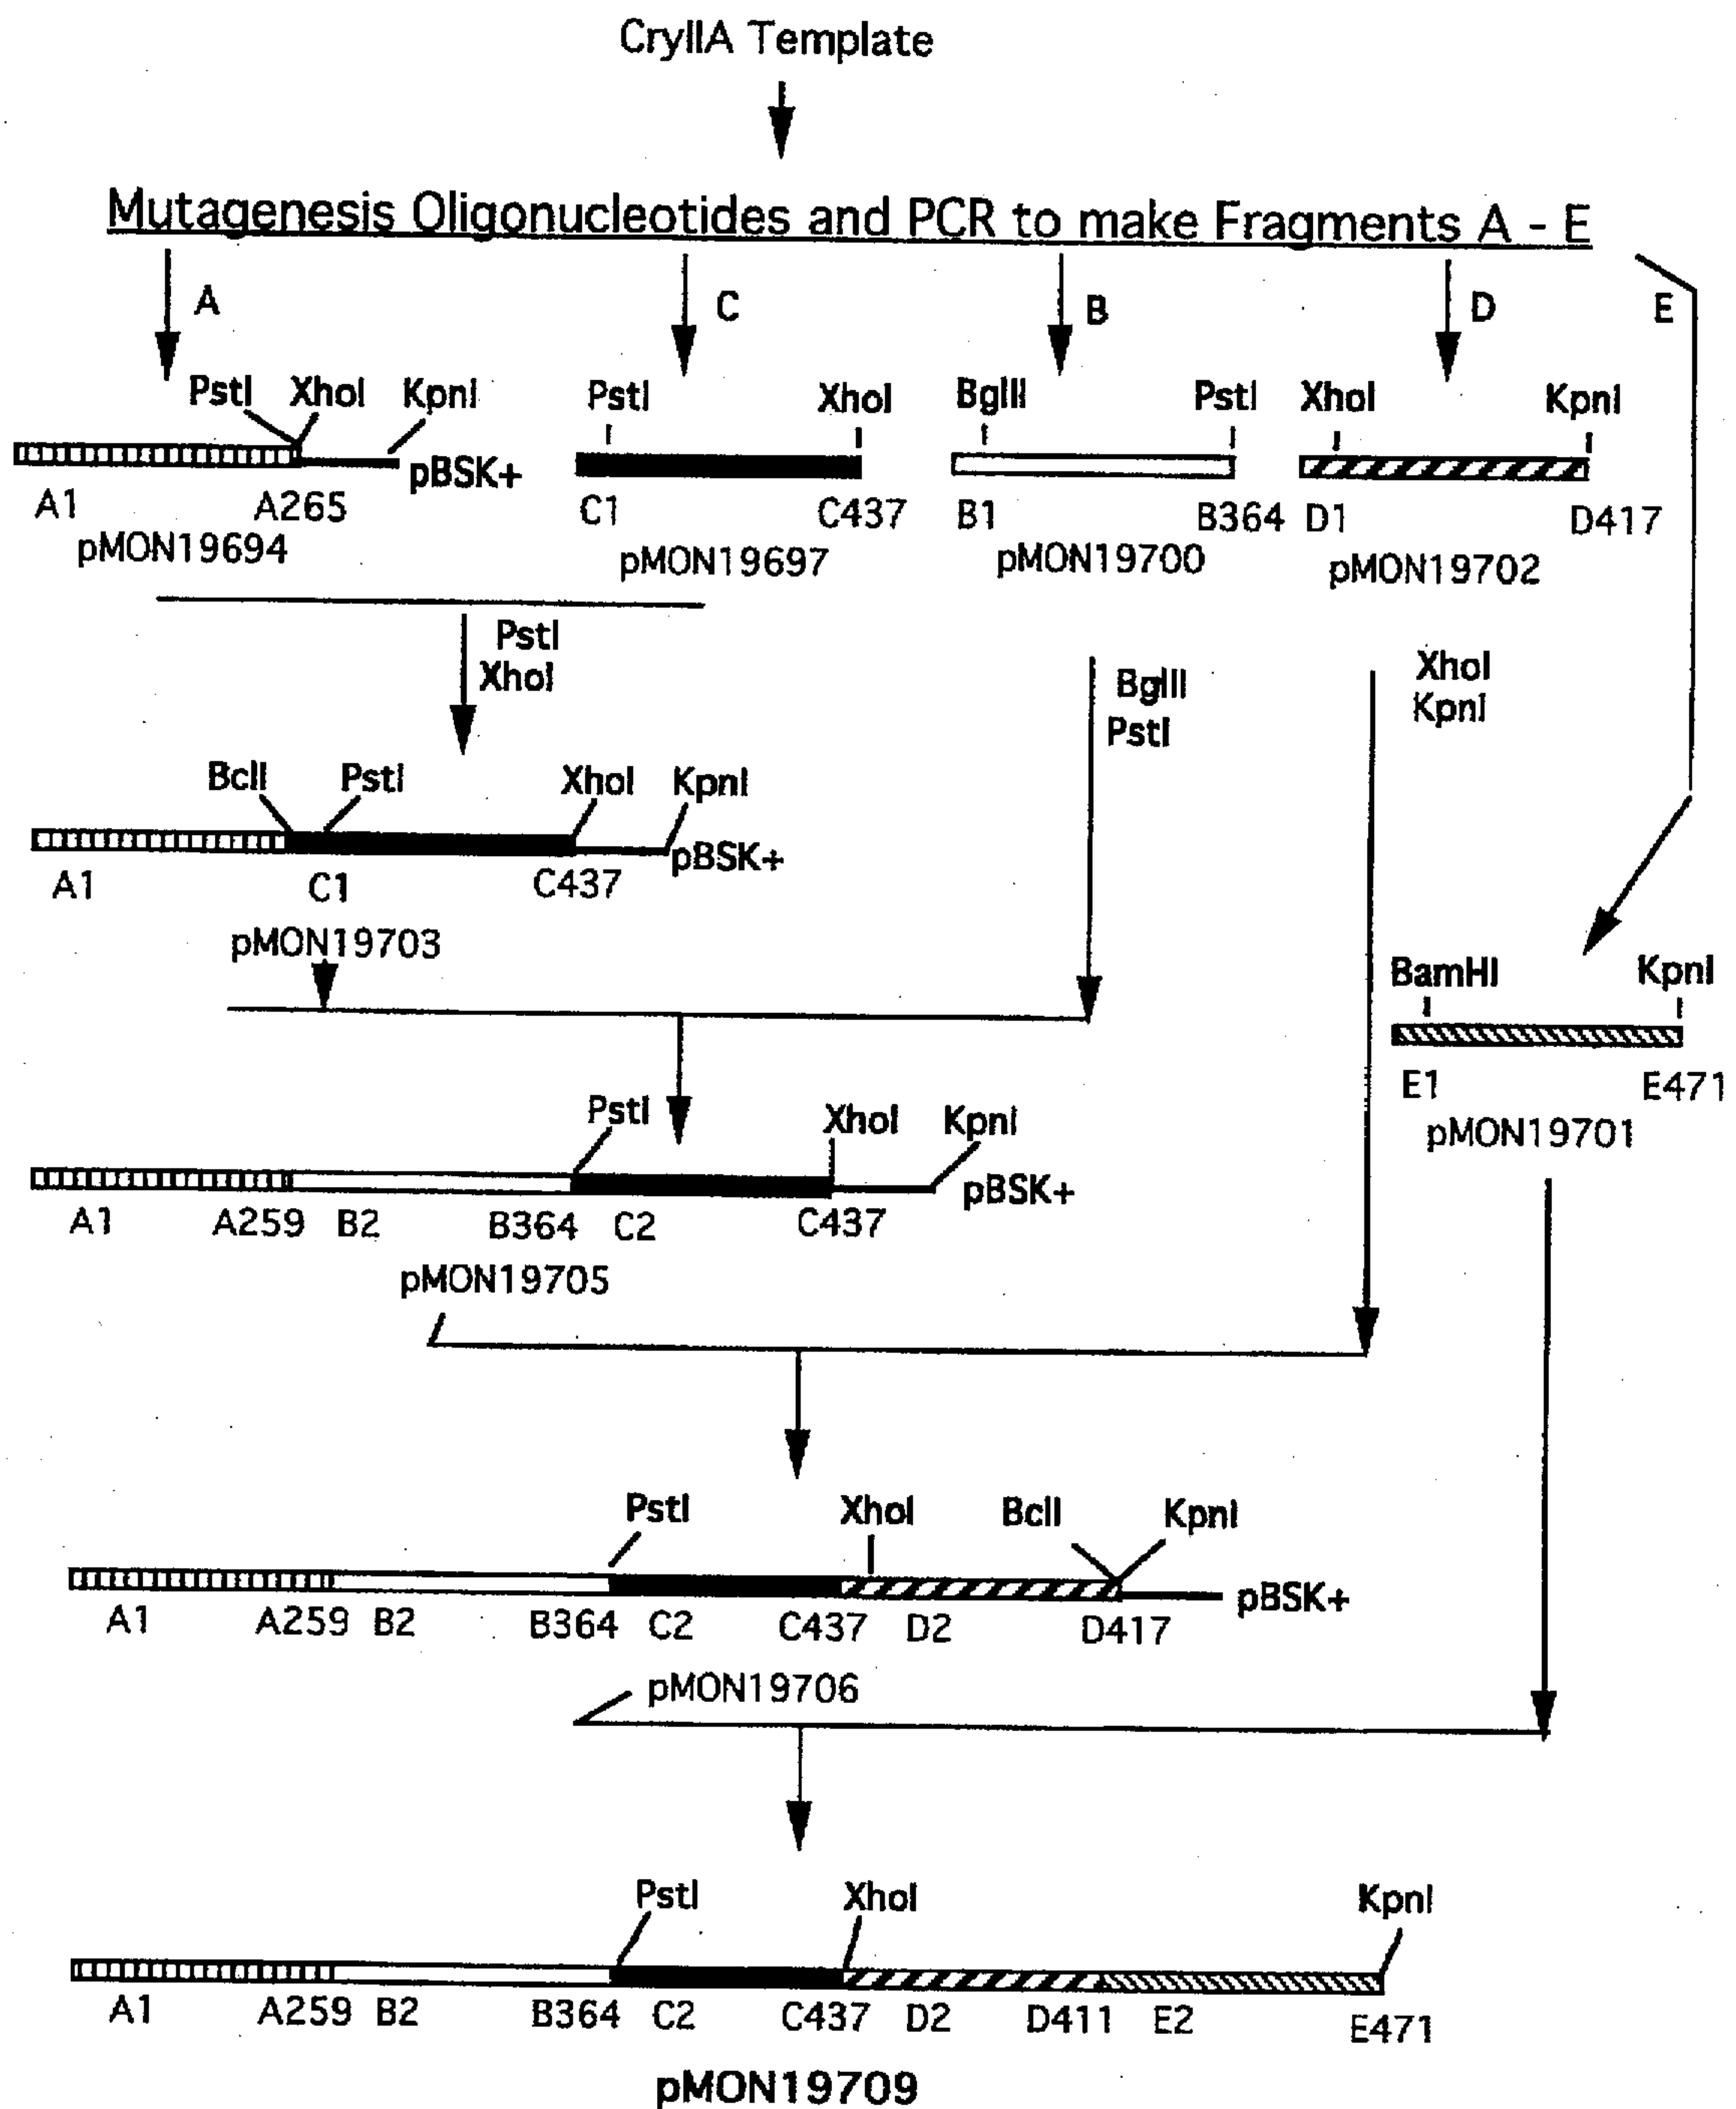 CryIIA Template
Mutagenesis Oligonucleotides and PCR to make Fragments A - E
A
C
B
D
E
PstI XhoI KpnI
PstI XhoI
BglII PstI
XhoI KpnI
pBSK+
A1 A265
C1 C437
B1 B364
D1 D417
pMON19694
pMON19697
pMON19700
pMON19702
PstI
XhoI
BglII
PstI
XhoI
KpnI
BclI PstI XhoI KpnI
pBSK+
A1 C1 C437
pMON19703
BamHI KpnI
E1 E471
pMON19701
PstI XhoI KpnI
pBSK+
A1 A259 B2 B364 C2 C437
pMON19705
PstI XhoI BclI KpnI
pBSK+
A1 A259 B2 B364 C2 C437 D2 D417
pMON19706
PstI XhoI KpnI
A1 A259 B2 B364 C2 C437 D2 D411 E2 E471
pMON19709